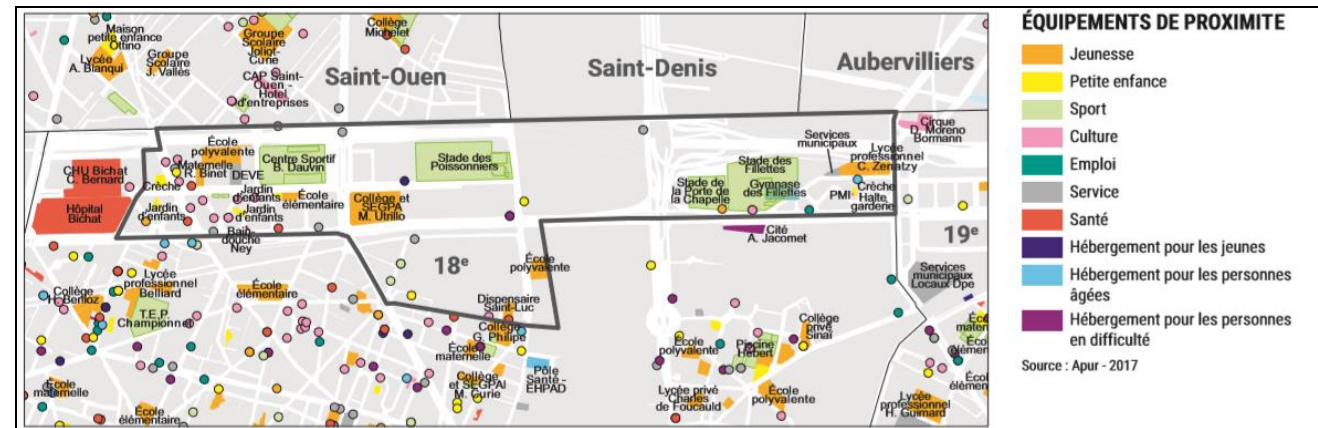 Maison
petite enfance
Ottino
Lycée
A. Blanqui
Groupe
Scolaire
J. Vallès
Groupe
Scolaire
Joliot-
Curie
CAP Saint-
Ouen -
Hotel
d'entreprises
Collège
Michelet
Saint-Ouen
Saint-Denis
Aubervilliers
CHU Bichat
C. Bernard
Hôpital
Bichat
École
polyvalente
Maternelle
R. Binet
DEVE
Crèche
Jardin
d'enfants
Centre Sportif
B. Dauvin
Jardin
d'enfants
Jardin
d'enfants
École
élémentaire
Bain-
douche
Ney
Collège et
SEGPA
M. Utrillo
Stade des
Poissonniers
Stade de
la Porte de
la Chapelle
Stade des
Fillettes
Gymnase
des Fillettes
Services
municipaux
Lycée
professionnel
C. Zenatzy
PMI
Crèche
Halte
garderie
Cirque
D. Moreno
Bormann
Cité
A. Jacomet
18e
19e
Services
municipaux
Locaux Dpe
École
polyvalente
Dispensaire
Saint-Luc
Collège
G. Philipe
École
maternelle
Collège
et SEGPAI
M. Curie
Pôle
Santé -
EHPAD
Lycée
professionnel
Belliard
Collège
H. Berlioz
T.E.P.
Championnet
École
élémentaire
École
maternelle
École
élémentaire
École
polyvalente
Piscine
Hébert
Collège
privé
Sinaï
Lycée privé
Charles
de Foucauld
École
polyvalente
Lycée
professionnel
H. Guimard
ÉQUIPEMENTS DE PROXIMITE
Jeunesse
Petite enfance
Sport
Culture
Emploi
Service
Santé
Hébergement pour les jeunes
Hébergement pour les personnes
âgées
Hébergement pour les personnes
en difficulté
Source : Apur - 2017